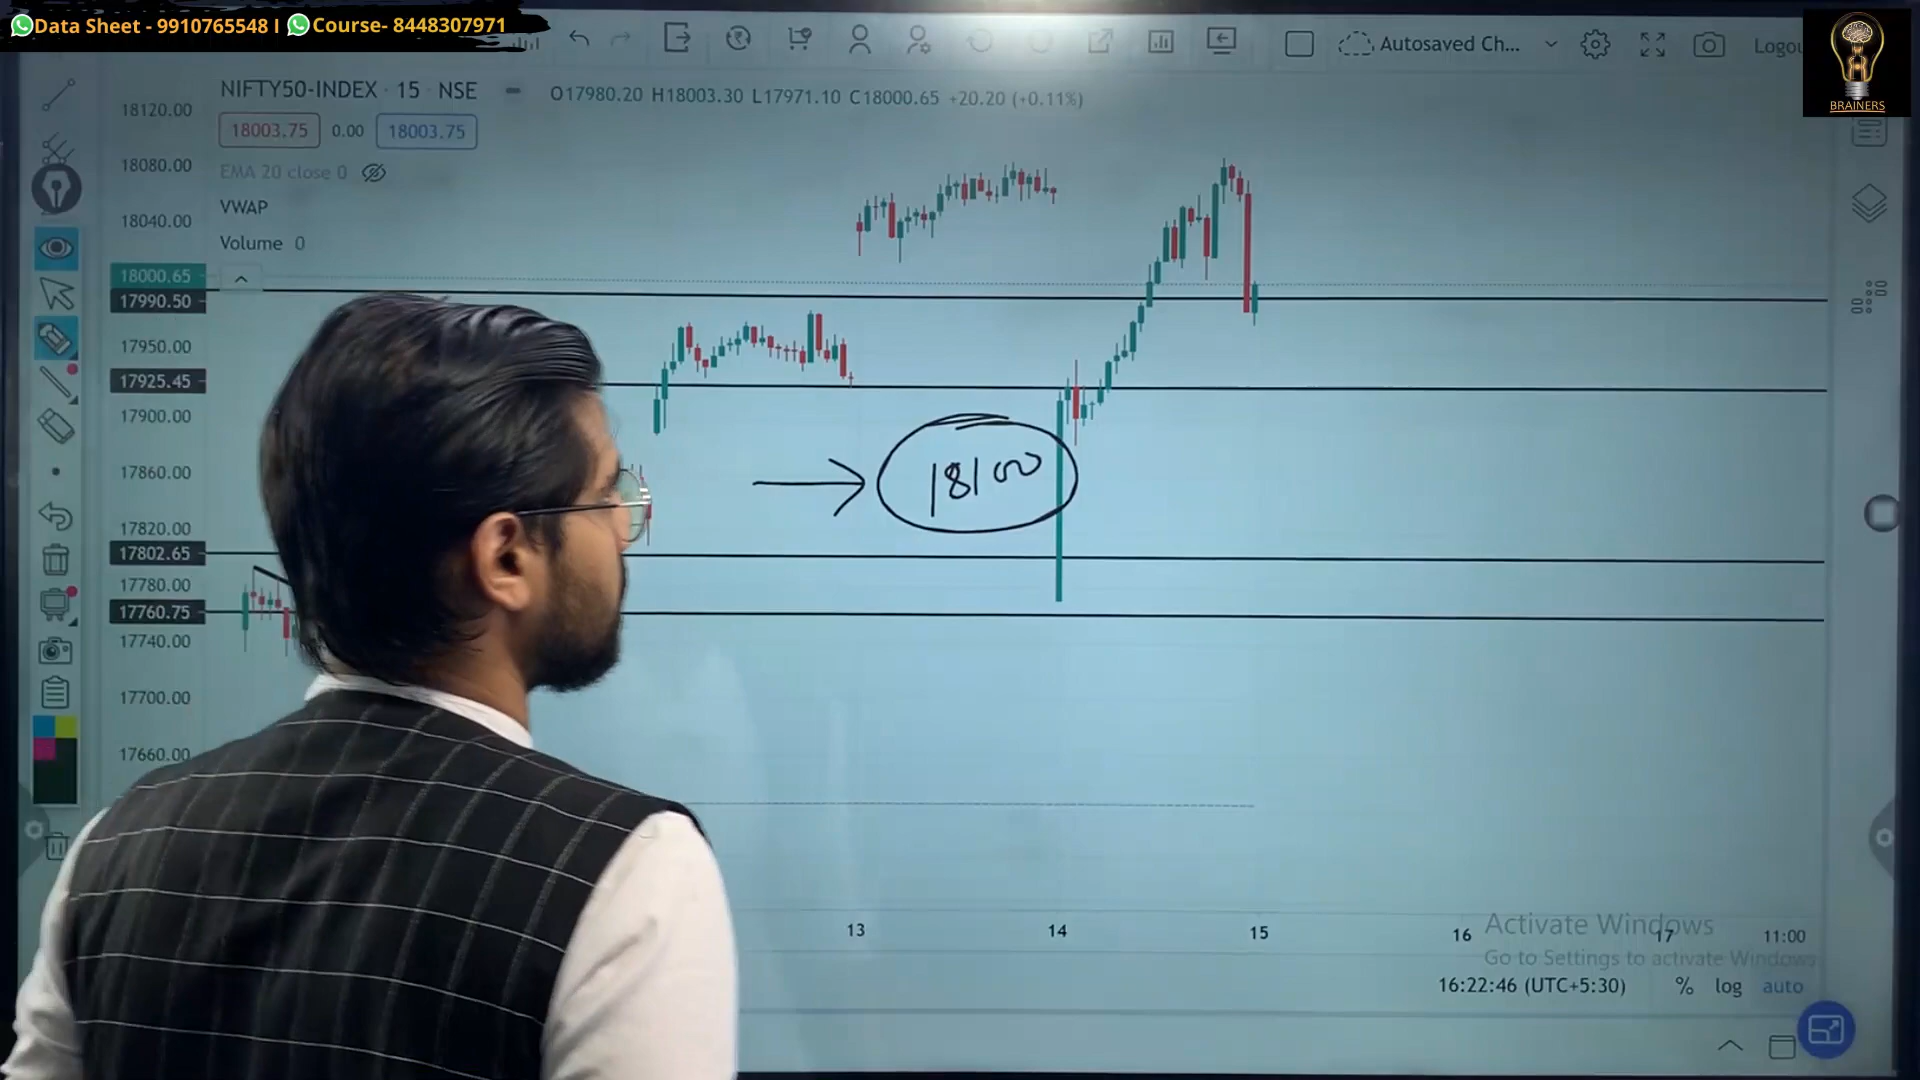 Data Sheet - 9910765548 I Course- 8448307971
Autosaved Ch...
Logou
BRAINERS
NIFTY50-INDEX · 15 · NSE
O17980.20 H18003.30 L17971.10 C18000.65 +20.20 (+0.11%)
18003.75 0.00 18003.75
EMA 20 close 0
VWAP
Volume 0
18120.00
18080.00
18040.00
18000.65
17990.50
17950.00
17925.45
17900.00
17860.00
17820.00
17802.65
17780.00
17760.75
17740.00
17700.00
17660.00
18100
13 14 15 16 17 11:00
Activate Windows
Go to Settings to activate Windows
16:22:46 (UTC+5:30) % log auto